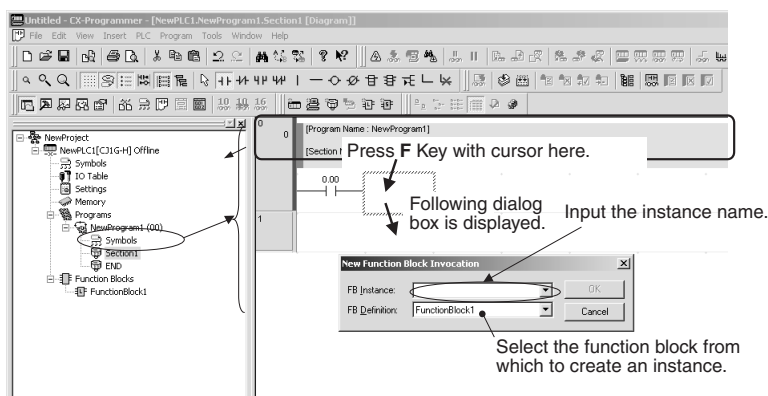 Untitled - CX-Programmer - [NewPLC1.NewProgram1.Section1 [Diagram]]
File Edit View Insert PLC Program Tools Window Help
10 10 16
NewProject
NewPLC1[CJ1G-H] Offline
Symbols
IO Table
Settings
Memory
Programs
NewProgram1 (00)
Symbols
Section1
END
Function Blocks
FunctionBlock1
0
0
[Program Name : NewProgram1]
[Section N
Press F Key with cursor here.
0.00
Following dialog
box is displayed.
Input the instance name.
1
New Function Block Invocation
FB Instance:
OK
FB Definition:
FunctionBlock1
Cancel
Select the function block from
which to create an instance.